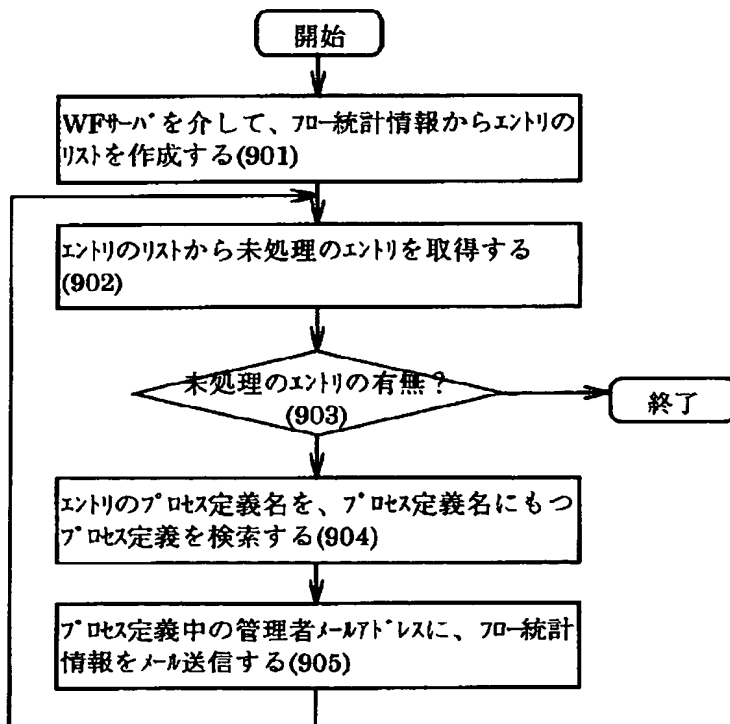 開始
WFｻｰﾊﾞを介して、ﾌﾛｰ統計情報からｴﾝﾄﾘの
ﾘｽﾄを作成する(901)
ｴﾝﾄﾘのﾘｽﾄから未処理のｴﾝﾄﾘを取得する
(902)
未処理のｴﾝﾄﾘの有無？
(903)
終了
ｴﾝﾄﾘのﾌﾟﾛｾｽ定義名を、ﾌﾟﾛｾｽ定義名にもつ
ﾌﾟﾛｾｽ定義を検索する(904)
ﾌﾟﾛｾｽ定義中の管理者ﾒｰﾙｱﾄﾞﾚｽに、ﾌﾛｰ統計
情報をﾒｰﾙ送信する(905)